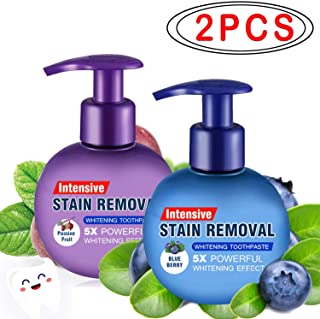 2PCS
Intensive
STAIN REMOVAL
WHITENING TOOTHPASTE
Passion
Fruit
5X POWERFUL
WHITENING EFFECT
Intensive
STAIN REMOVAL
WHITENING TOOTHPASTE
BLUE
BERRY
5X POWERFUL
WHITENING EFFECT